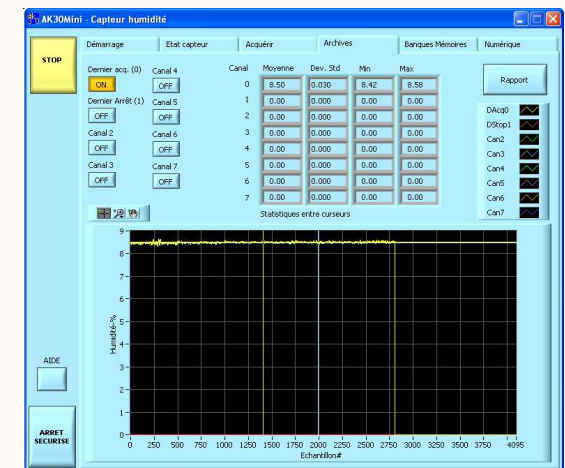 AK30Mini - Capteur humidité
STOP
Démarrage Etat capteur Acquérir Archives Banques Mémoires Numérique
Dernier acq. (0) Canal 4
ON OFF
Dernier Arrêt (1) Canal 5
OFF OFF
Canal 2 Canal 6
OFF OFF
Canal 3 Canal 7
OFF OFF
Canal Moyenne Dev. Std Min Max
0 8.50 0.030 8.42 8.58
1 0.00 0.000 0.00 0.00
2 0.00 0.000 0.00 0.00
3 0.00 0.000 0.00 0.00
4 0.00 0.000 0.00 0.00
5 0.00 0.000 0.00 0.00
6 0.00 0.000 0.00 0.00
7 0.00 0.000 0.00 0.00
Statistiques entre curseurs
Rapport
DAcq0
DStop1
Can2
Can3
Can4
Can5
Can6
Can7
9
8
7
6
5
4
3
2
1
0
Humidité-%
0 250 500 750 1000 1250 1500 1750 2000 2250 2500 2750 3000 3250 3500 3750 4095
Echantillon#
AIDE
ARRET
SECURISE